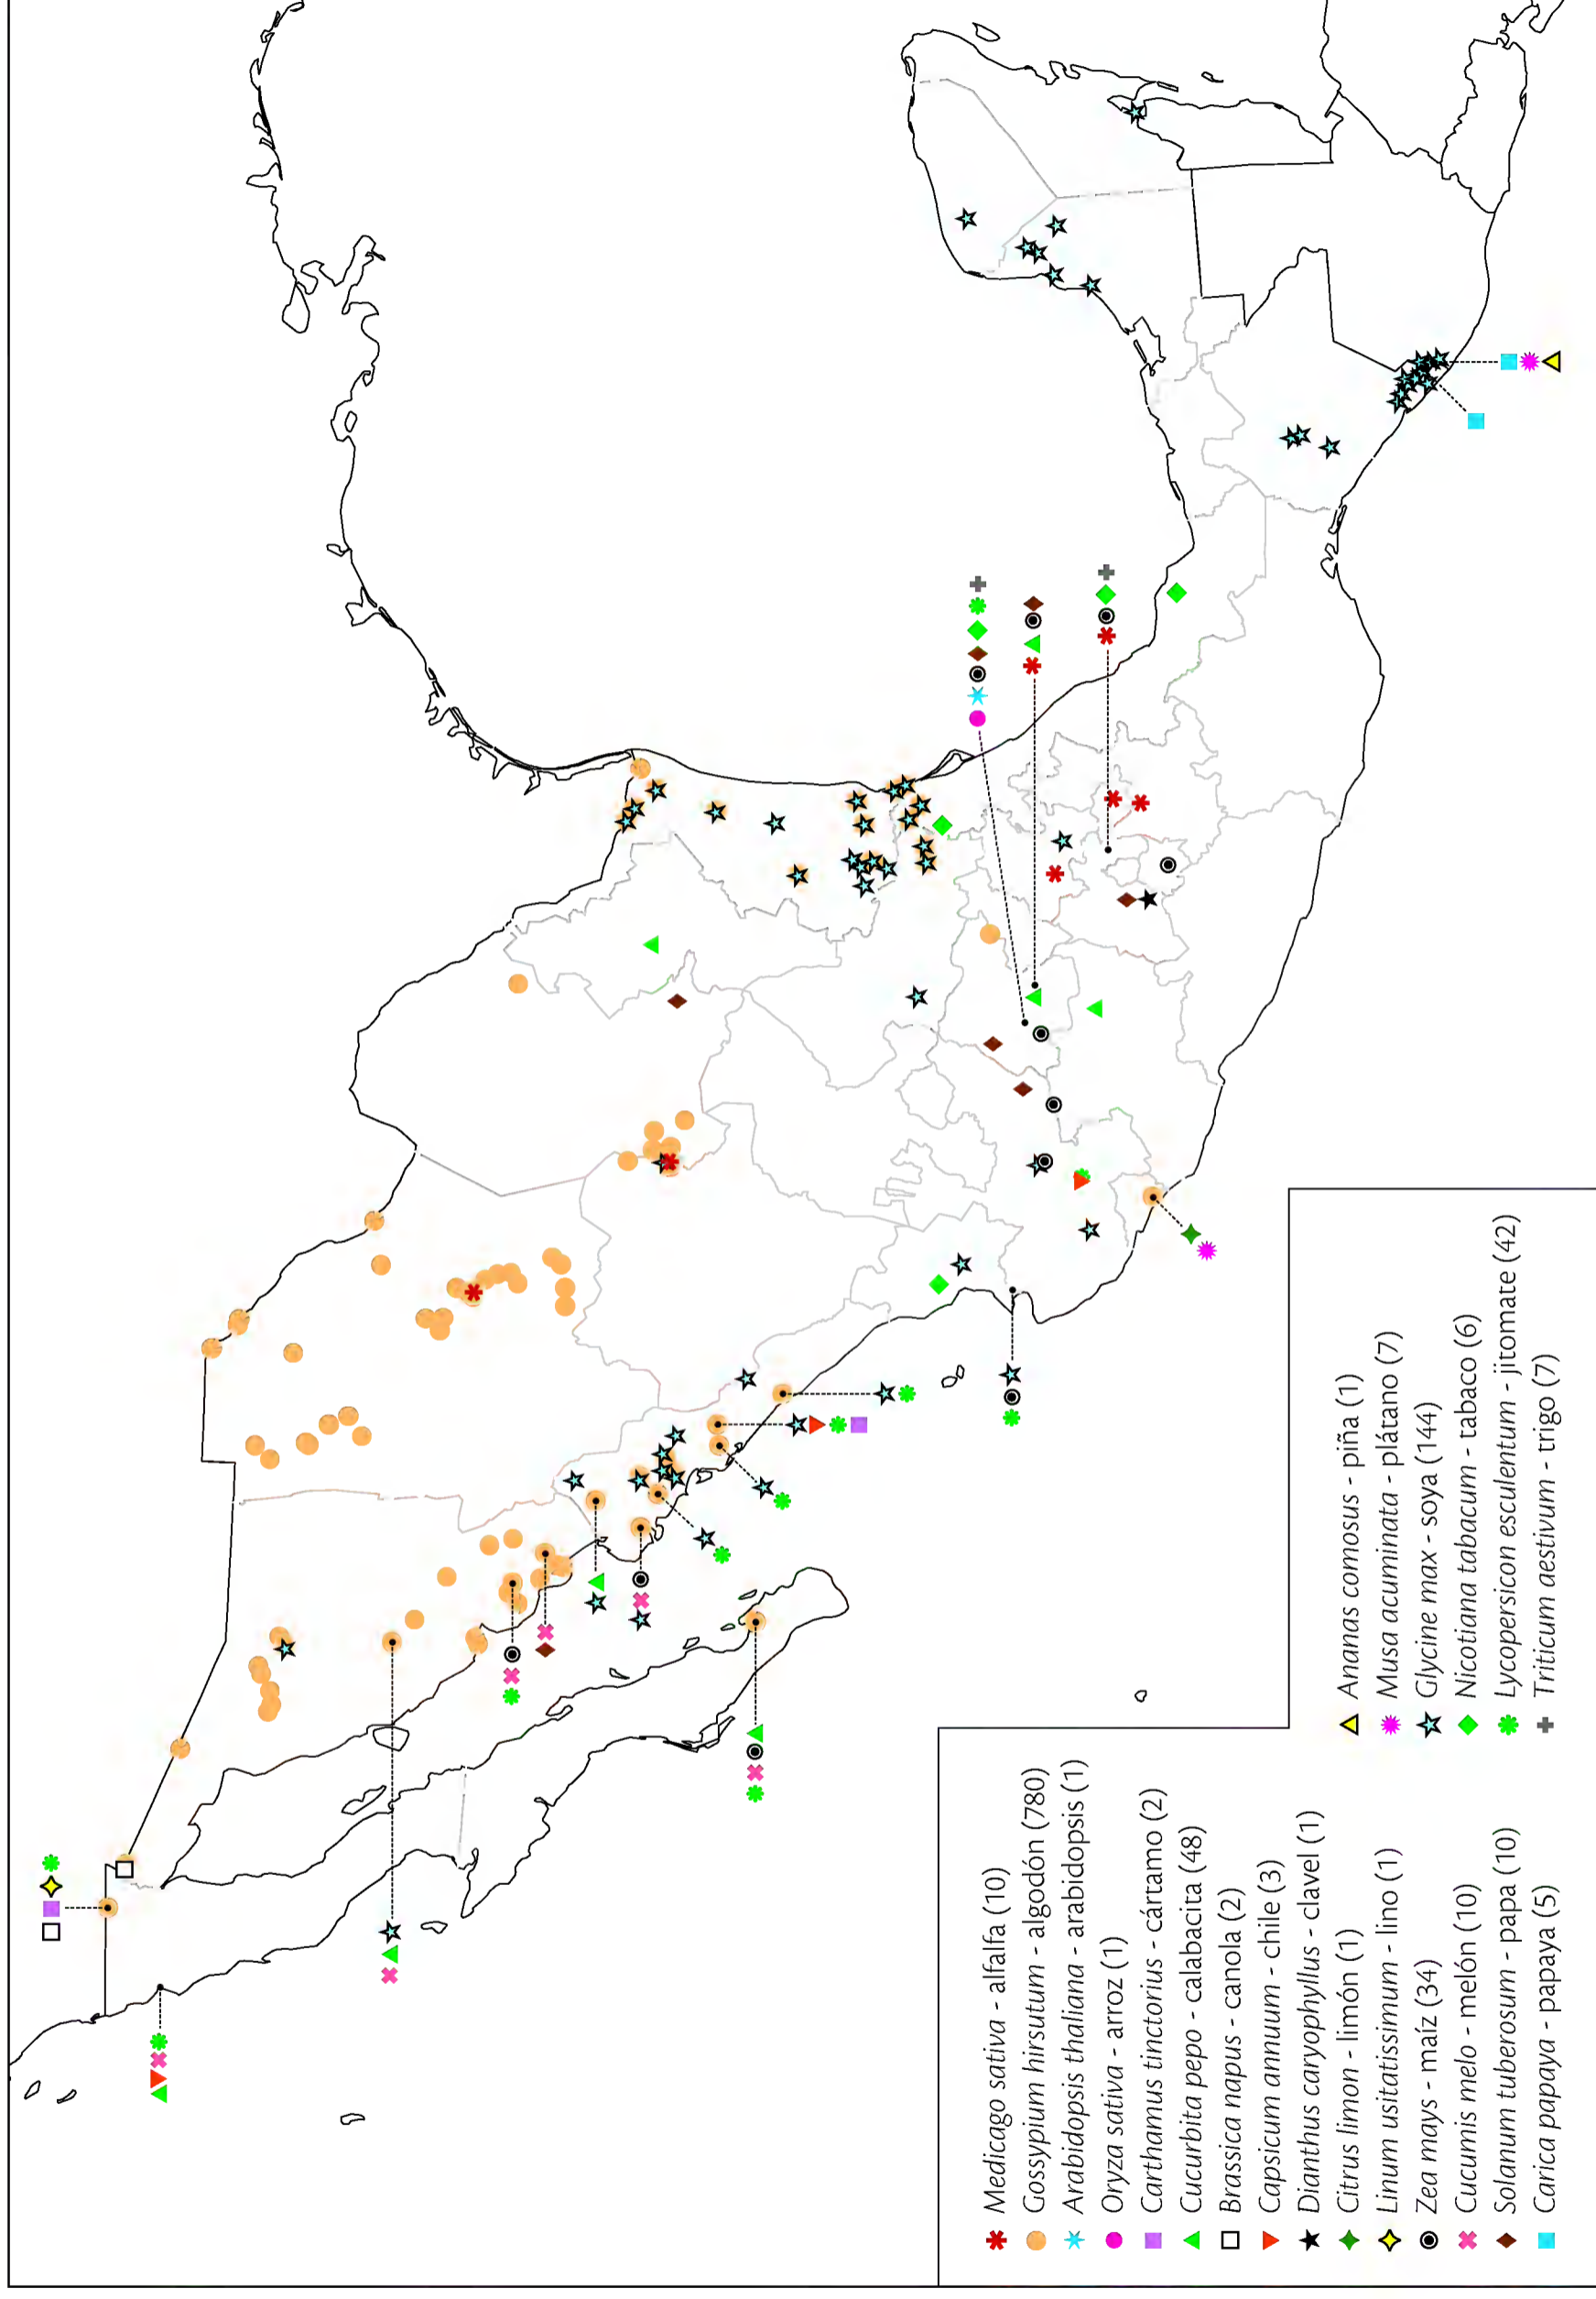 Medicago sativa - alfalfa (10)
Gossypium hirsutum - algodón (780)
Arabidopsis thaliana - arabidopsis (1)
Oryza sativa - arroz (1)
Carthamus tinctorius - cártamo (2)
Cucurbita pepo - calabacita (48)
Brassica napus - canola (2)
Capsicum annuum - chile (3)
Dianthus caryophyllus - clavel (1)
Citrus limon - limón (1)
Linum usitatissimum - lino (1)
Zea mays - maíz (34)
Cucumis melo - melón (10)
Solanum tuberosum - papa (10)
Carica papaya - papaya (5)
Ananas comosus - piña (1)
Musa acuminata - plátano (7)
Glycine max - soya (144)
Nicotiana tabacum - tabaco (6)
Lycopersicon esculentum - jitomate (42)
Triticum aestivum - trigo (7)